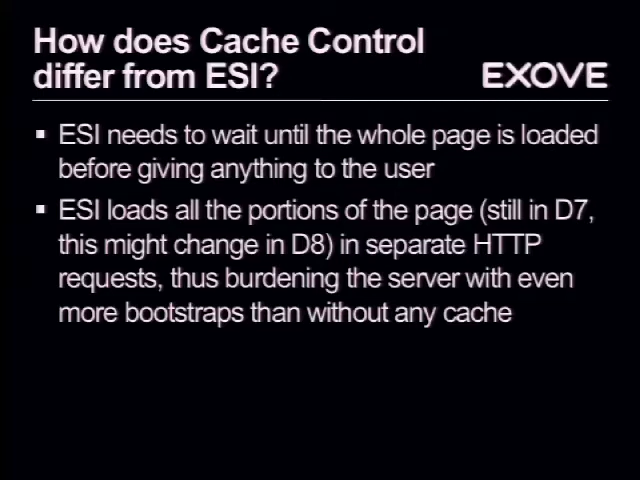 How does Cache Control
differ from ESI?
EXOVE
▪ ESI needs to wait until the whole page is loaded
before giving anything to the user
▪ ESI loads all the portions of the page (still in D7,
this might change in D8) in separate HTTP
requests, thus burdening the server with even
more bootstraps than without any cache